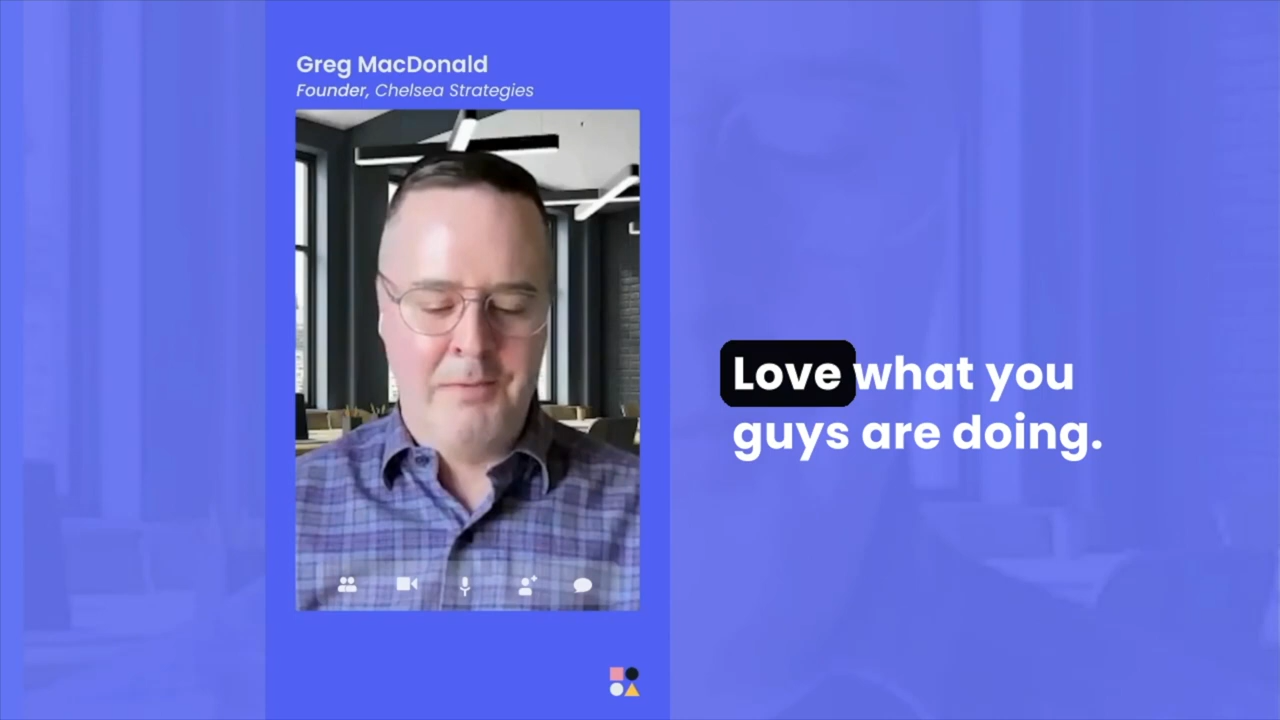 Greg MacDonald
Founder, Chelsea Strategies
Love what you
guys are doing.